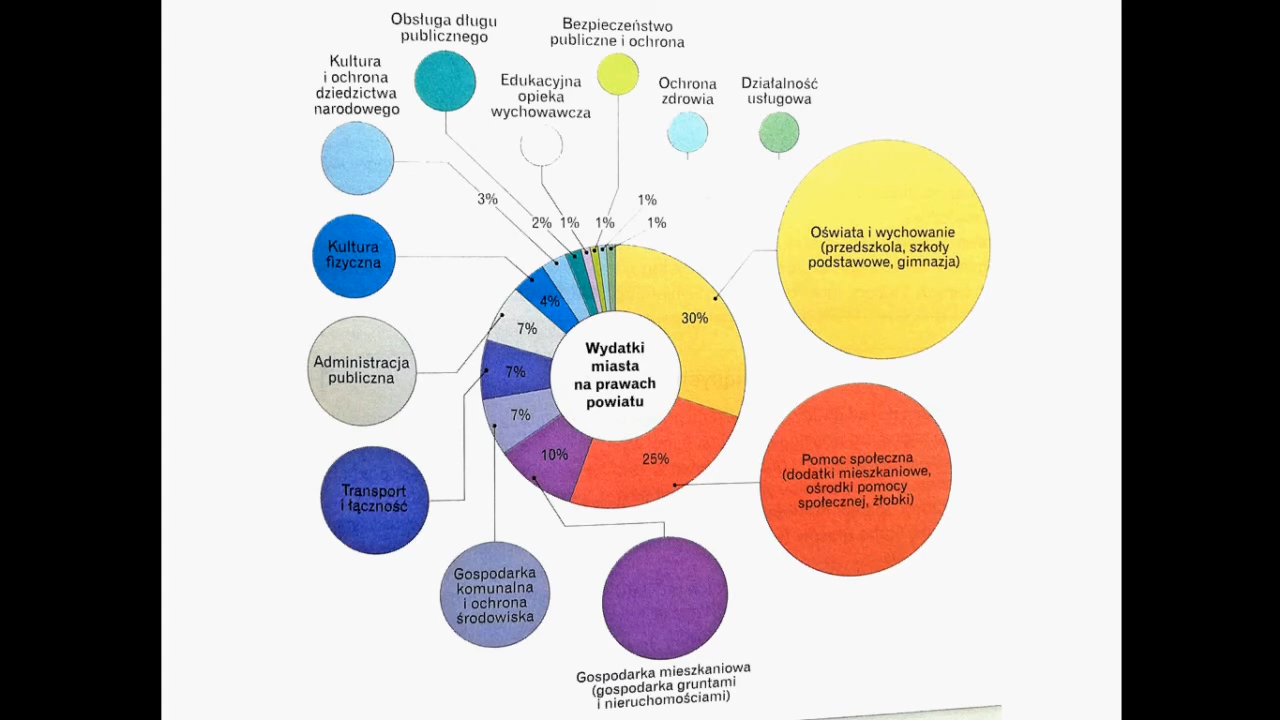 Obsługa długu
publicznego
Bezpieczeństwo
publiczne i ochrona
Kultura
i ochrona
dziedzictwa
narodowego
Edukacyjna
opieka
wychowawcza
Ochrona
zdrowia
Działalność
usługowa
3%
2%
1%
1%
1%
1%
Oświata i wychowanie
(przedszkola, szkoły
podstawowe, gimnazja)
Kultura
fizyczna
4%
30%
7%
Wydatki
miasta
na prawach
powiatu
Administracja
publiczna
7%
7%
10%
25%
Pomoc społeczna
(dodatki mieszkaniowe,
ośrodki pomocy
społecznej, żłobki)
Transport
i łączność
Gospodarka
komunalna
i ochrona
środowiska
Gospodarka mieszkaniowa
(gospodarka gruntami
i nieruchomościami)